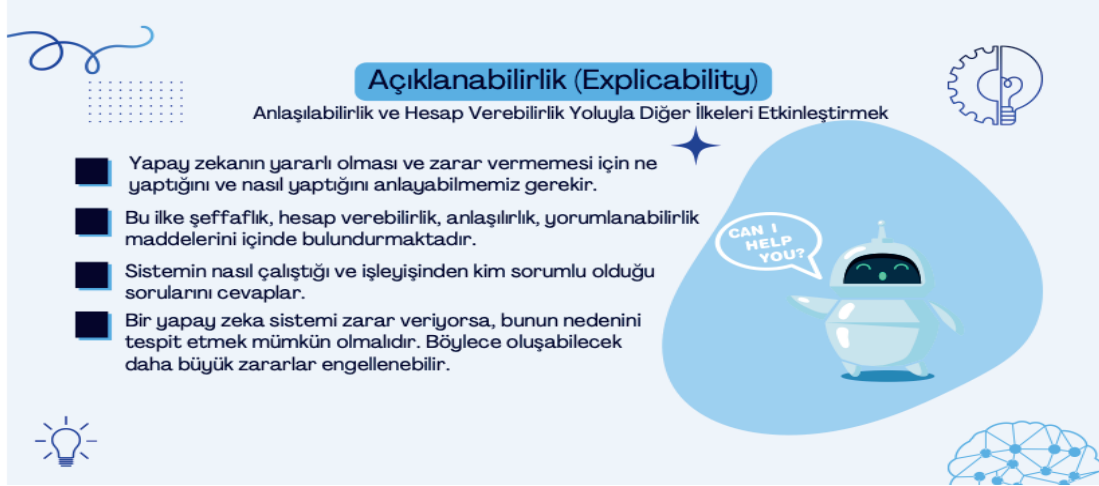 Açıklanabilirlik (Explicability)
Anlaşılabilirlik ve Hesap Verebilirlik Yoluyla Diğer İlkeleri Etkinleştirmek
Yapay zekanın yararlı olması ve zarar vermemesi için ne
yaptığını ve nasıl yaptığını anlayabilmemiz gerekir.
Bu ilke şeffaflık, hesap verebilirlik, anlaşılırlık, yorumlanabilirlik
maddelerini içinde bulundurmaktadır.
Sistemin nasıl çalıştığı ve işleyişinden kim sorumlu olduğu
sorularını cevaplar.
Bir yapay zeka sistemi zarar veriyorsa, bunun nedenini
tespit etmek mümkün olmalıdır. Böylece oluşabilecek
daha büyük zararlar engellenebilir.
CAN I
HELP
YOU?